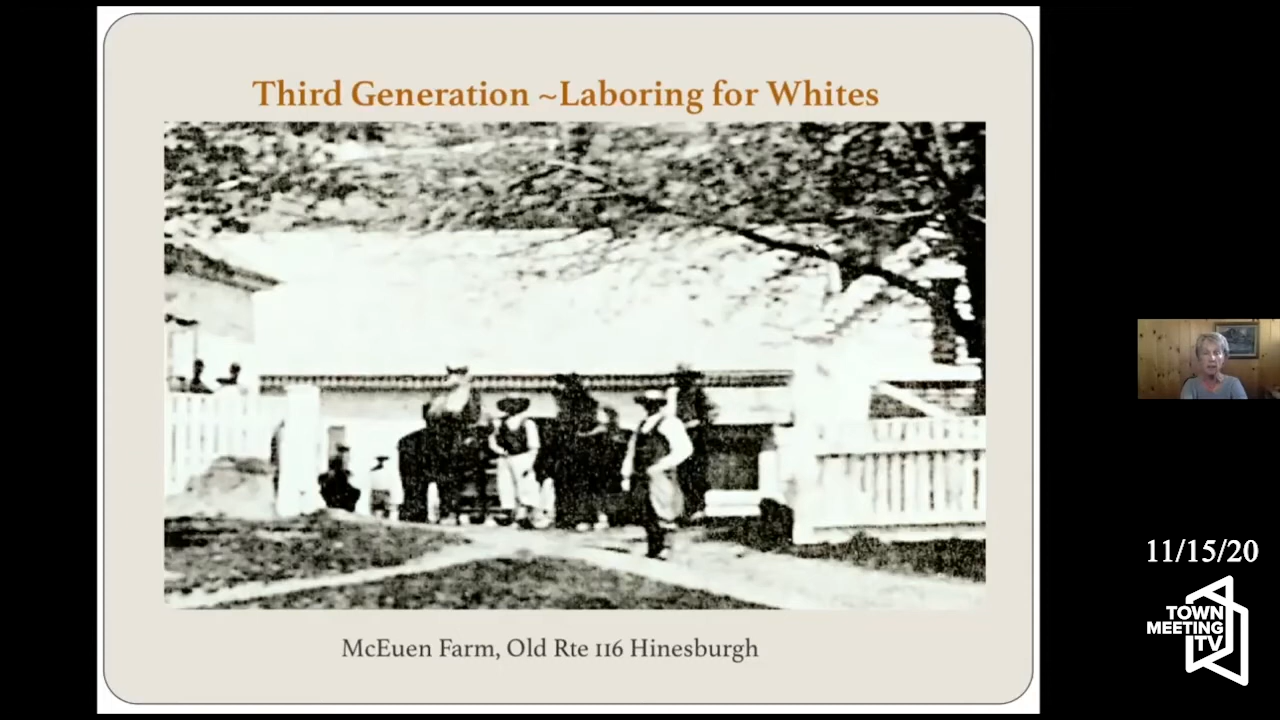 Third Generation ~Laboring for Whites
McEuen Farm, Old Rte 116 Hinesburgh
11/15/20
TOWN
MEETING
TV